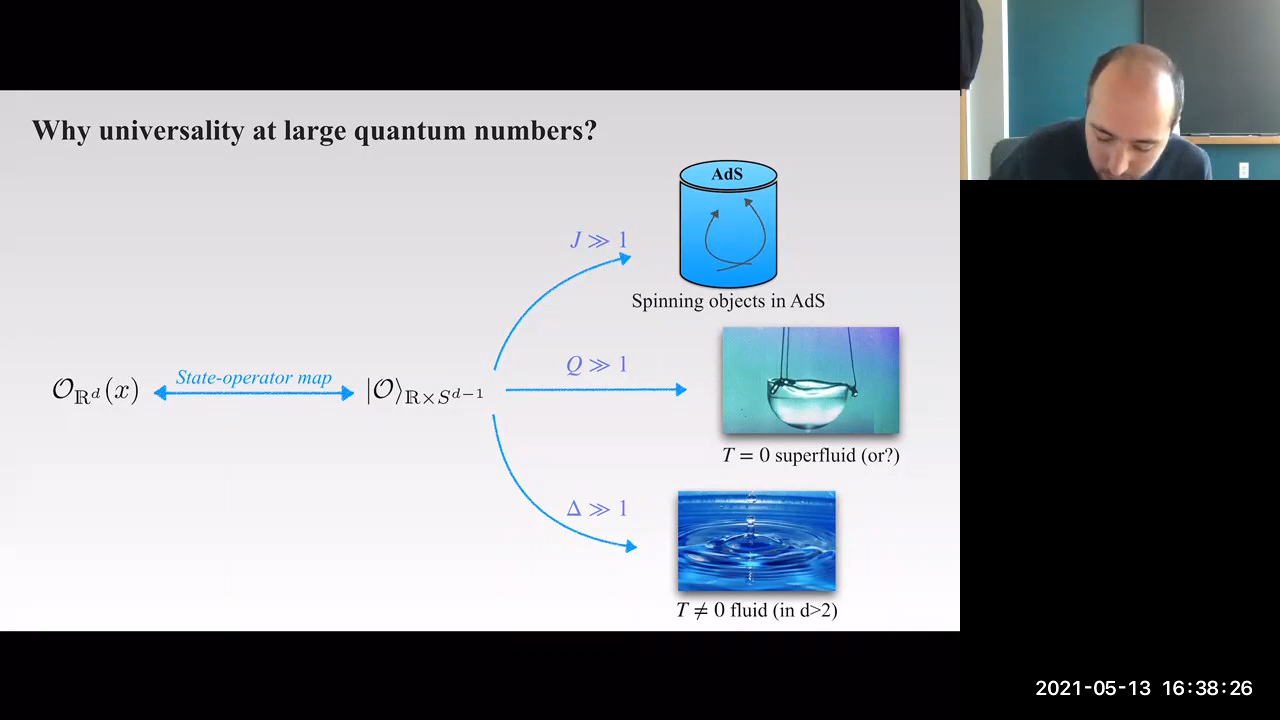 Why universality at large quantum numbers?
AdS
J ≫ 1
Spinning objects in AdS
Q ≫ 1
State-operator map
𝒪_{ℝ^d}(x)
|𝒪⟩_{ℝ×S^{d−1}}
T = 0 superfluid (or?)
Δ ≫ 1
T ≠ 0 fluid (in d>2)
2021-05-13 16:38:26